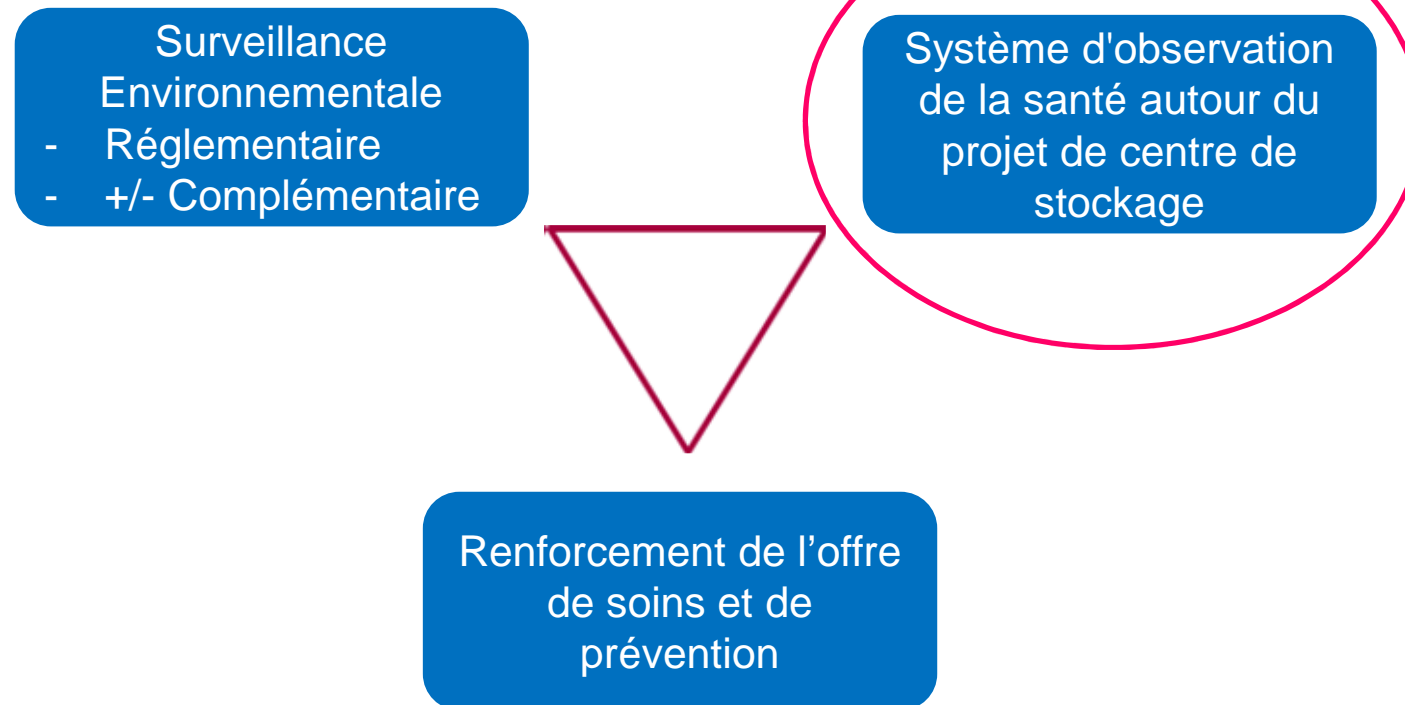 Surveillance
Environnementale
- Réglementaire
- +/- Complémentaire
Système d'observation
de la santé autour du
projet de centre de
stockage
Renforcement de l’offre
de soins et de
prévention